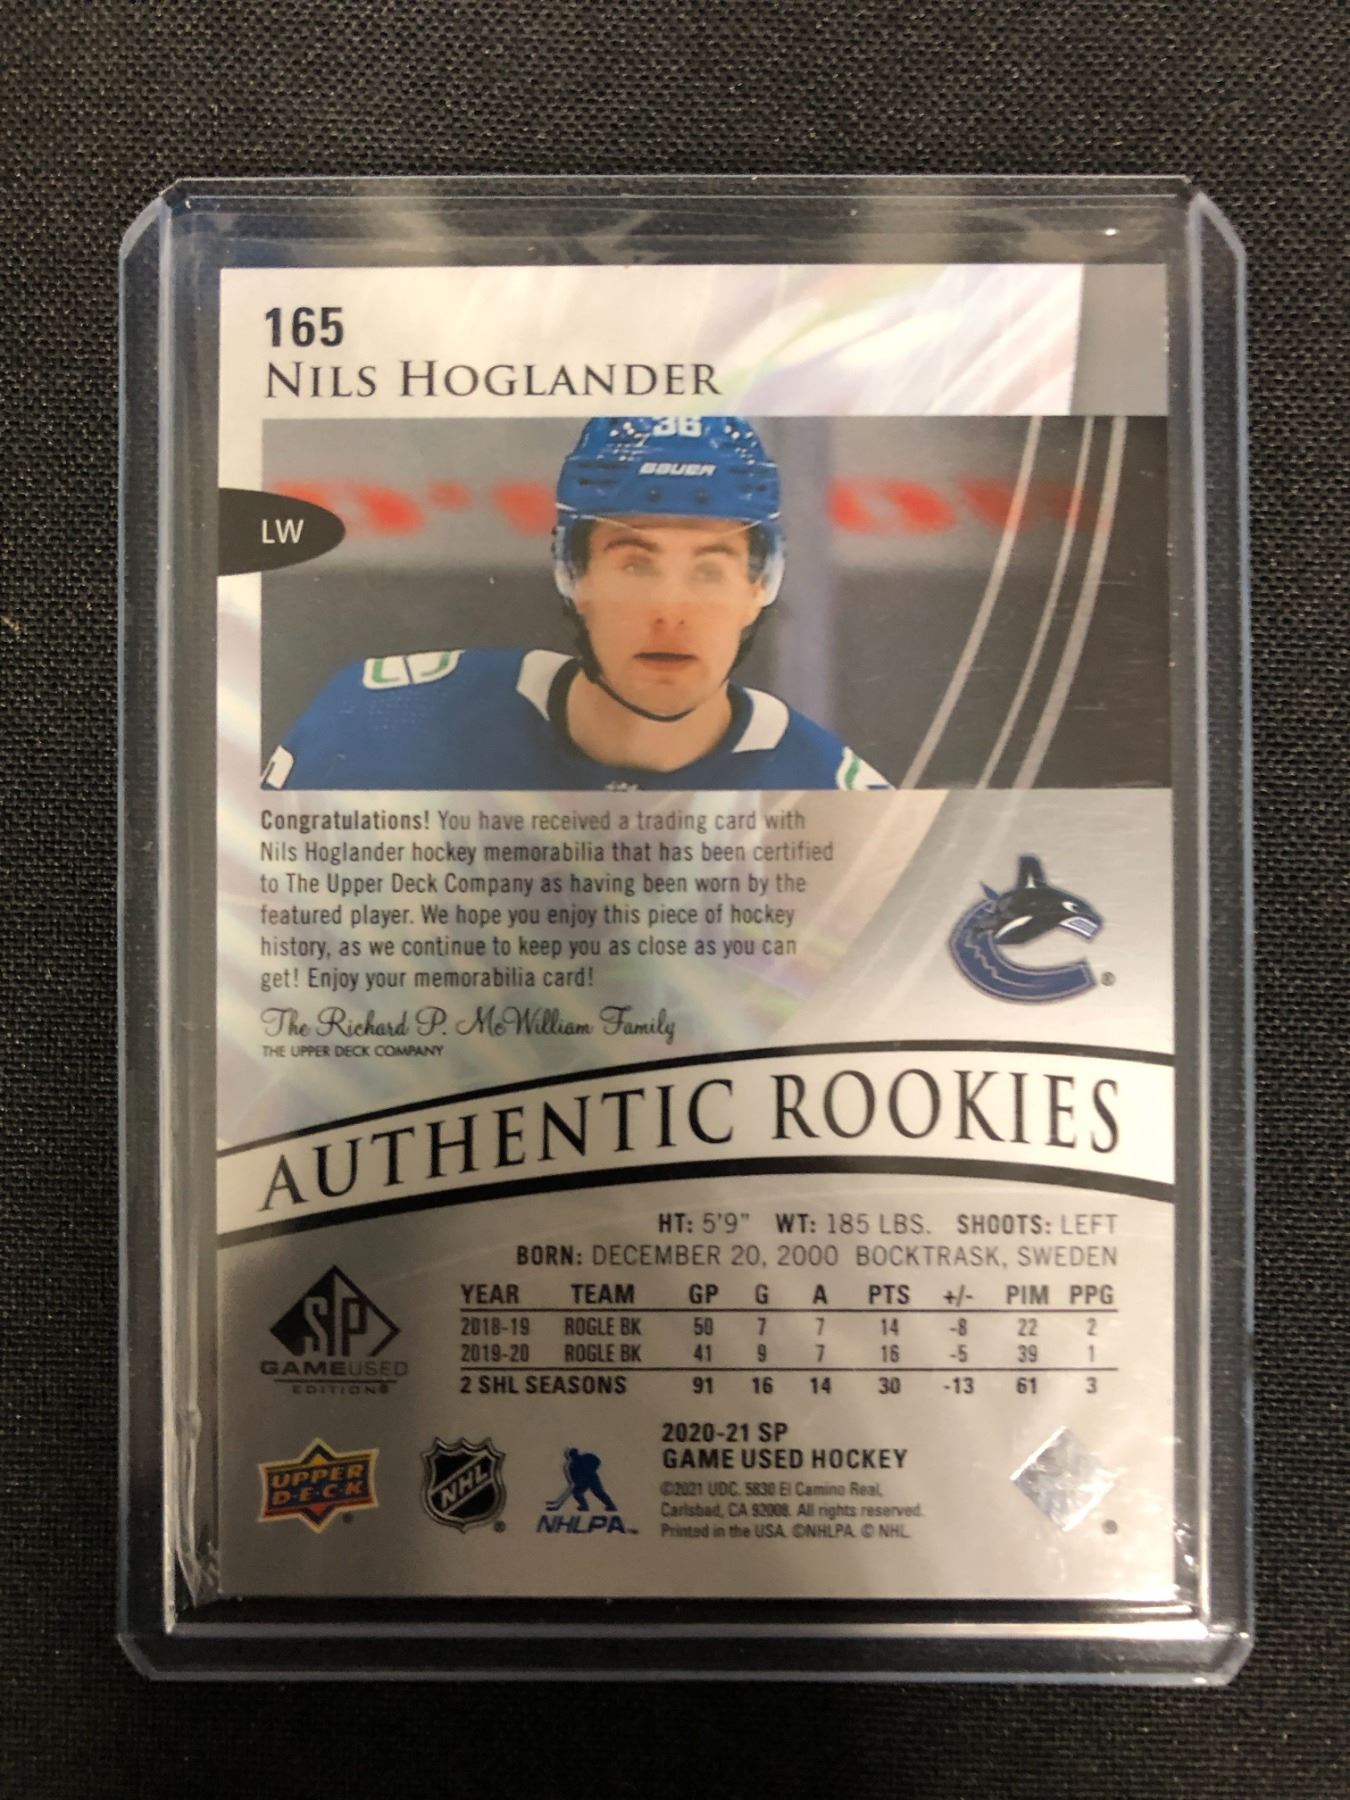 165
NILS HOGLANDER
36
BAUER
LW
Congratulations! You have received a trading card with
Nils Hoglander hockey memorabilia that has been certified
to The Upper Deck Company as having been worn by the
featured player. We hope you enjoy this piece of hockey
history, as we continue to keep you as close as you can
get! Enjoy your memorabilia card!
The Richard P. McWilliam Family
THE UPPER DECK COMPANY
AUTHENTIC ROOKIES
HT: 5'9" WT: 185 LBS. SHOOTS: LEFT
BORN: DECEMBER 20, 2000 BOCKTRASK, SWEDEN
YEAR TEAM GP G A PTS +/- PIM PPG
2018-19 ROGLE BK 50 7 7 14 -8 22 2
2019-20 ROGLE BK 41 9 7 16 -5 39 1
2 SHL SEASONS 91 16 14 30 -13 61 3
SP
GAMEUSED
EDITION®
2020-21 SP
GAME USED HOCKEY
©2021 UDC. 5830 El Camino Real,
Carlsbad, CA 92008. All rights reserved.
Printed in the USA. ©NHLPA. © NHL.
UPPER
D·E·C·K
NHL
NHLPA